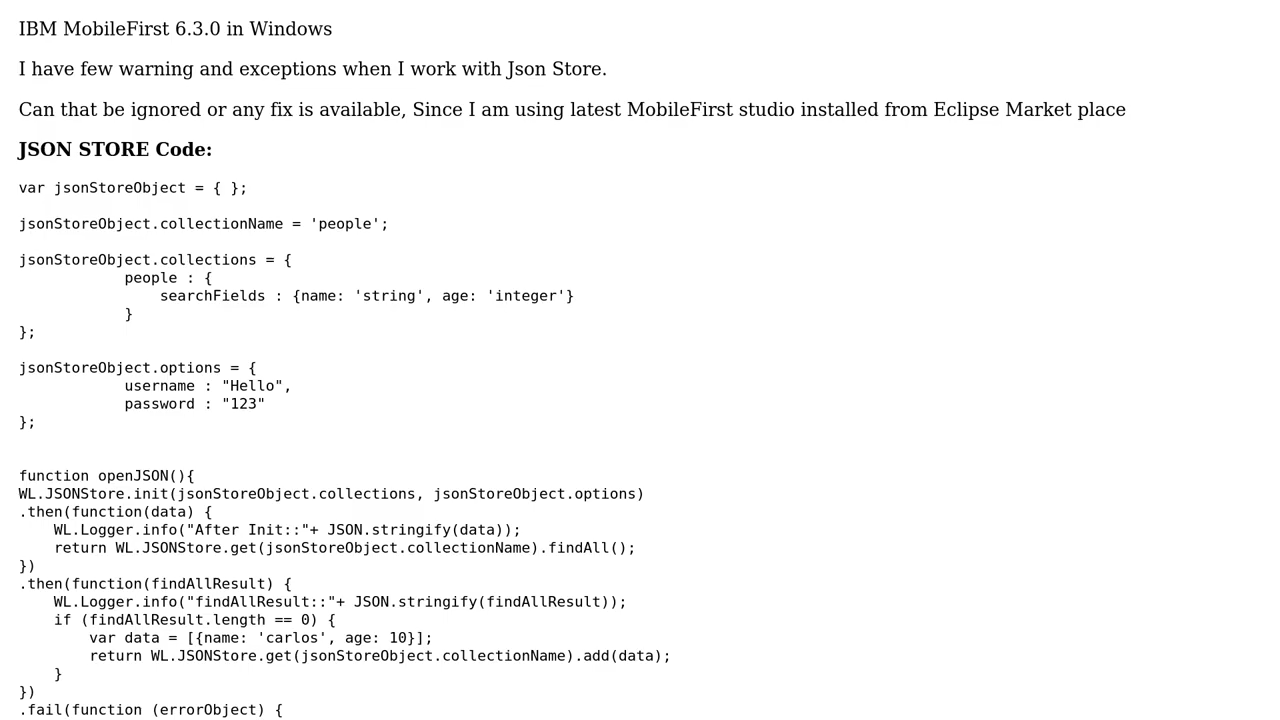 IBM MobileFirst 6.3.0 in Windows
I have few warning and exceptions when I work with Json Store.
Can that be ignored or any fix is available, Since I am using latest MobileFirst studio installed from Eclipse Market place
JSON STORE Code:
var jsonStoreObject = { };
jsonStoreObject.collectionName = 'people';
jsonStoreObject.collections = {
            people : {
                searchFields : {name: 'string', age: 'integer'}
            }
};
jsonStoreObject.options = {
            username : "Hello",
            password : "123"
};
function openJSON(){
WL.JSONStore.init(jsonStoreObject.collections, jsonStoreObject.options)
.then(function(data) {
    WL.Logger.info("After Init::"+ JSON.stringify(data));
    return WL.JSONStore.get(jsonStoreObject.collectionName).findAll();
})
.then(function(findAllResult) {
    WL.Logger.info("findAllResult::"+ JSON.stringify(findAllResult));
    if (findAllResult.length == 0) {
        var data = [{name: 'carlos', age: 10}];
        return WL.JSONStore.get(jsonStoreObject.collectionName).add(data);
    }
})
.fail(function (errorObject) {